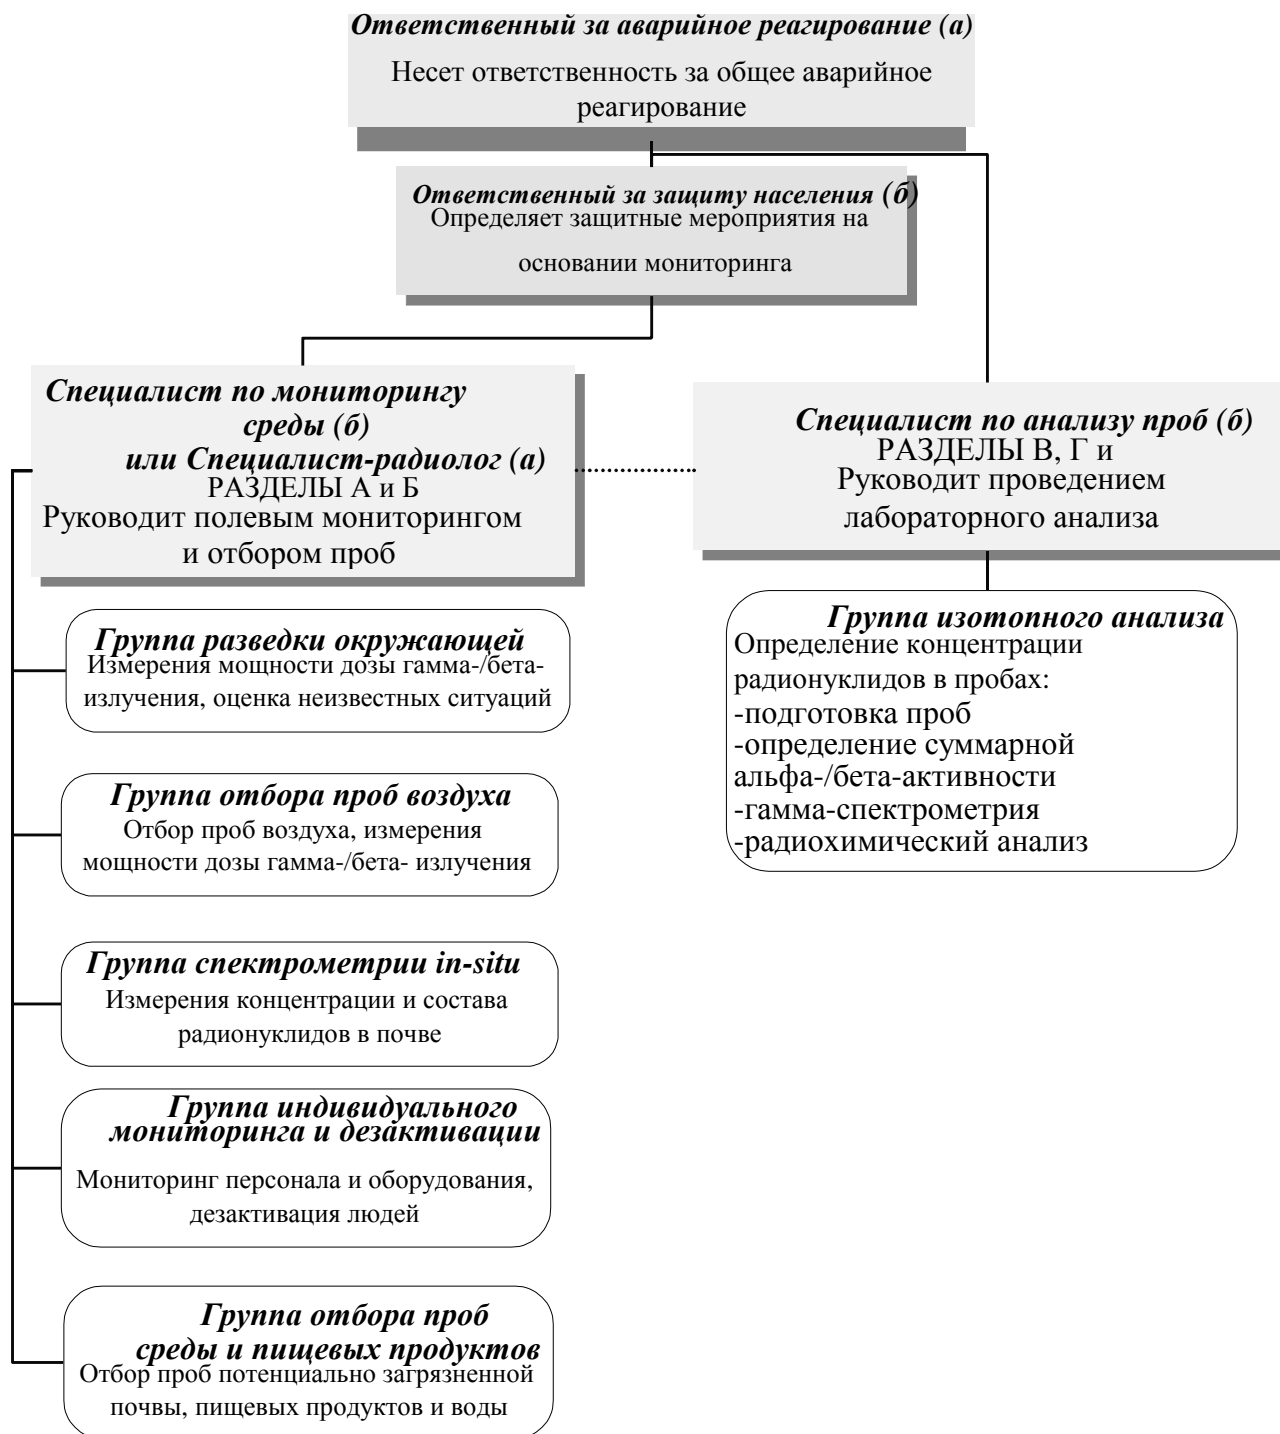 Ответственный за аварийное реагирование (а)
Несет ответственность за общее аварийное
реагирование
Ответственный за защиту населения (б)
Определяет защитные мероприятия на
основании мониторинга
Специалист по мониторингу
среды (б)
или Специалист-радиолог (а)
РАЗДЕЛЫ А и Б
Руководит полевым мониторингом
и отбором проб
Специалист по анализу проб (б)
РАЗДЕЛЫ В, Г и
Руководит проведением
лабораторного анализа
Группа разведки окружающей
Измерения мощности дозы гамма-/бета-
излучения, оценка неизвестных ситуаций
Группа отбора проб воздуха
Отбор проб воздуха, измерения
мощности дозы гамма-/бета- излучения
Группа спектрометрии in-situ
Измерения концентрации и состава
радионуклидов в почве
Группа индивидуального
мониторинга и дезактивации
Мониторинг персонала и оборудования,
дезактивация людей
Группа отбора проб
среды и пищевых продуктов
Отбор проб потенциально загрязненной
почвы, пищевых продуктов и воды
Группа изотопного анализа
Определение концентрации
радионуклидов в пробах:
-подготовка проб
-определение суммарной
альфа-/бета-активности
-гамма-спектрометрия
-радиохимический анализ